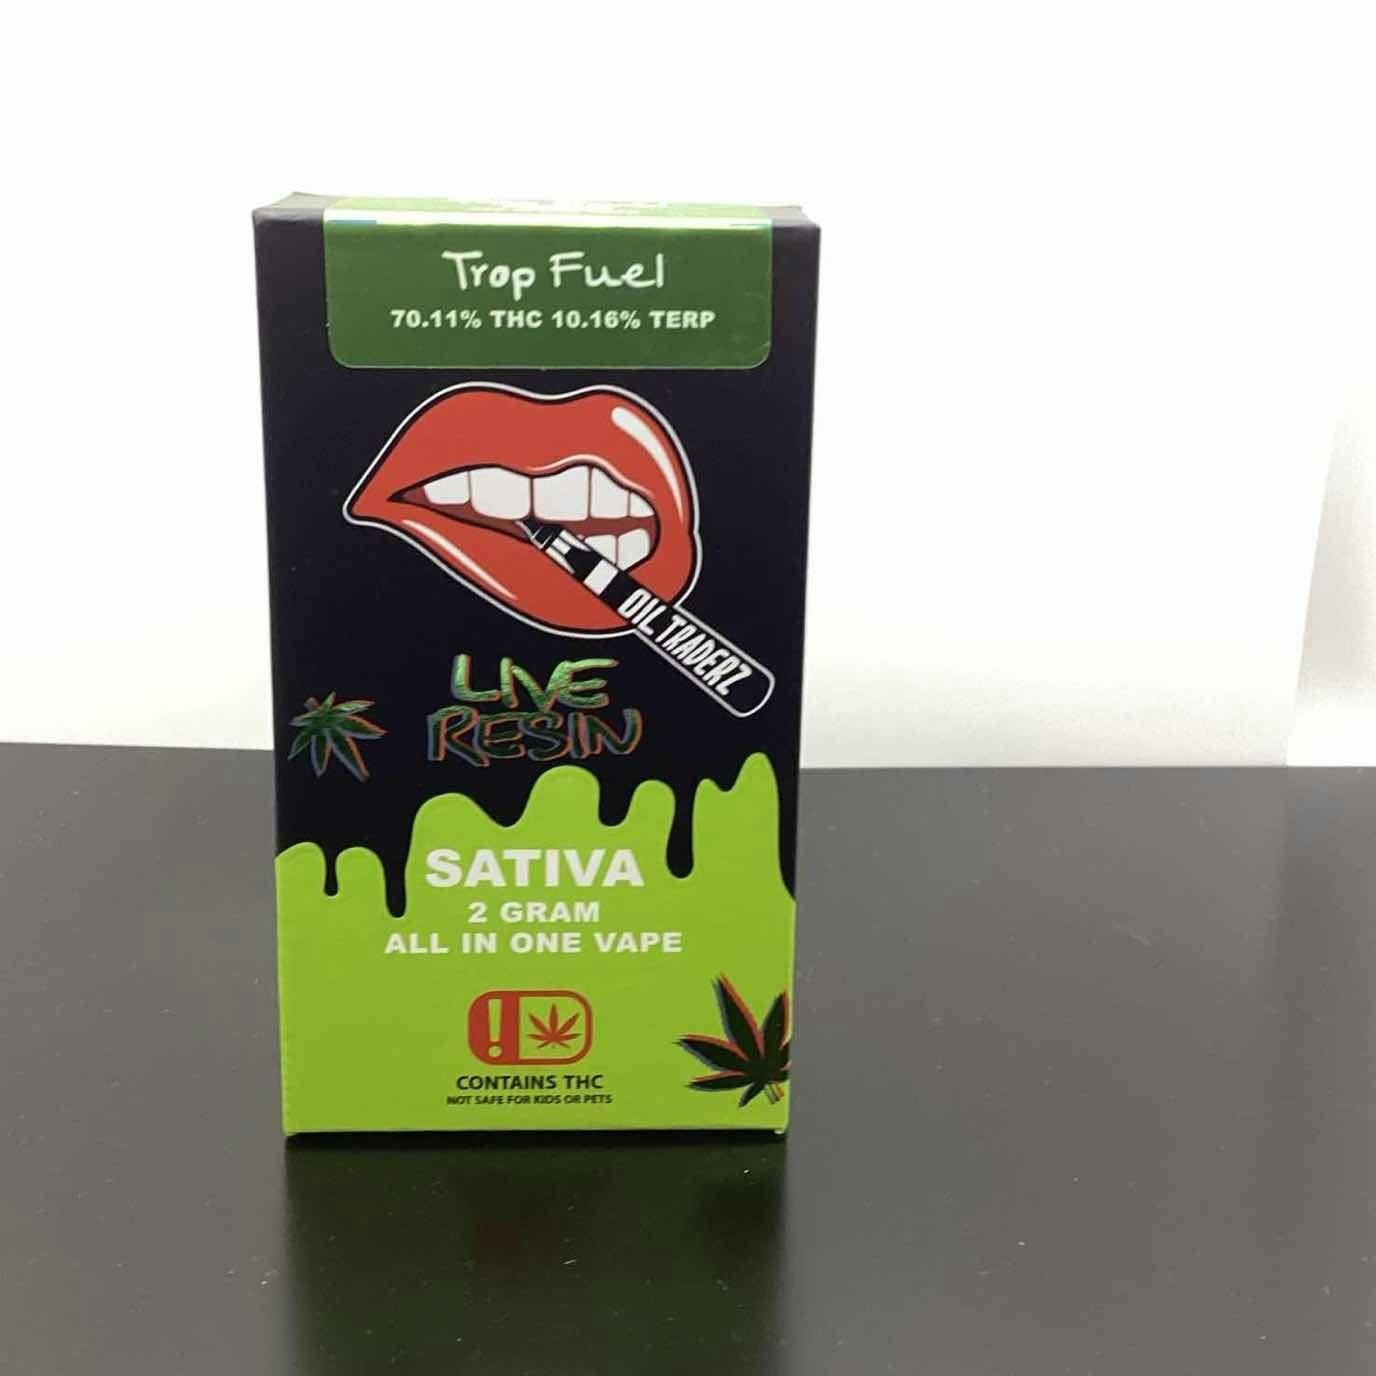 Trop Fuel
70.11% THC 10.16% TERP
OIL TRADERZ
LIVE
RESIN
SATIVA
2 GRAM
ALL IN ONE VAPE
!
CONTAINS THC
NOT SAFE FOR KIDS OR PETS